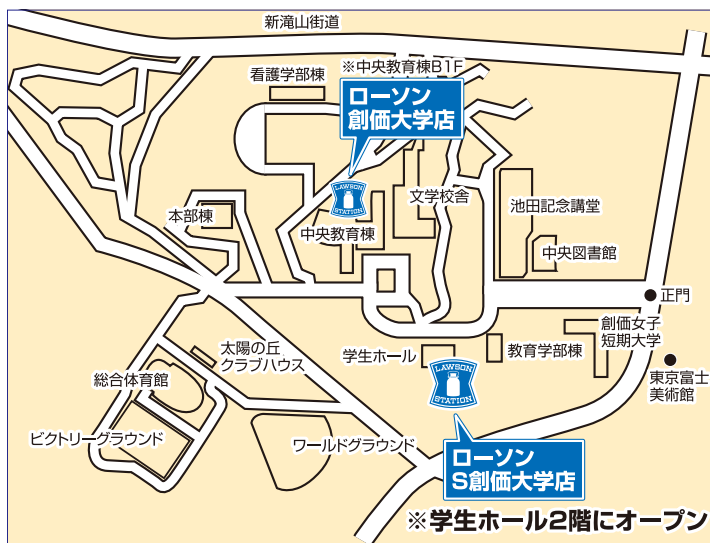 新滝山街道
※中央教育棟B1F
看護学部棟
ローソン
創価大学店
LAWSON
STATION
文学校舎
本部棟
中央教育棟
池田記念講堂
中央図書館
正門
創価女子
短期大学
東京富士
美術館
教育学部棟
学生ホール
太陽の丘
クラブハウス
総合体育館
ビクトリーグラウンド
ワールドグラウンド
LAWSON
STATION
ローソン
S創価大学店
※学生ホール2階にオープン